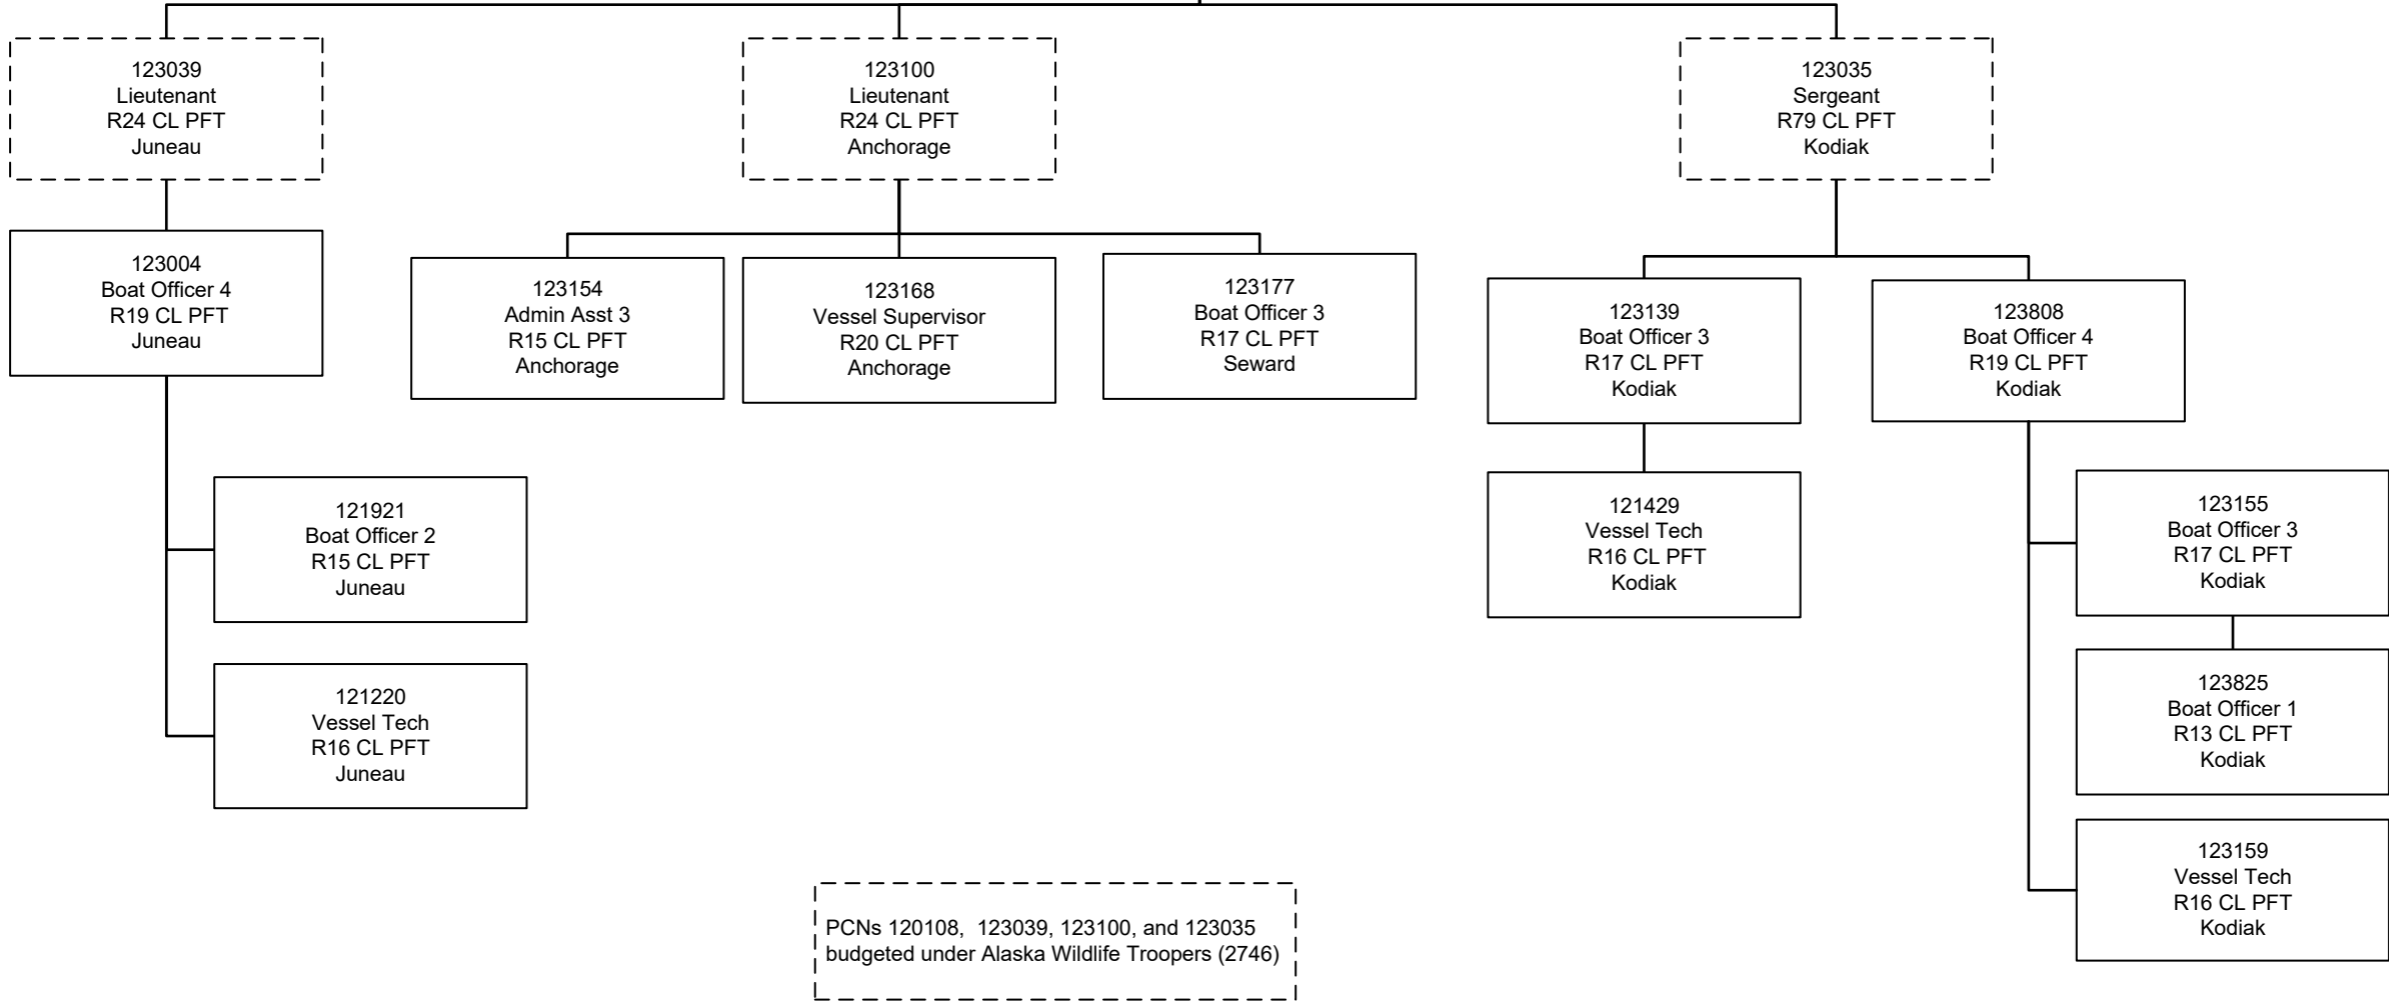 123039
Lieutenant
R24 CL PFT
Juneau
123100
Lieutenant
R24 CL PFT
Anchorage
123035
Sergeant
R79 CL PFT
Kodiak
123004
Boat Officer 4
R19 CL PFT
Juneau
123154
Admin Asst 3
R15 CL PFT
Anchorage
123168
Vessel Supervisor
R20 CL PFT
Anchorage
123177
Boat Officer 3
R17 CL PFT
Seward
123139
Boat Officer 3
R17 CL PFT
Kodiak
123808
Boat Officer 4
R19 CL PFT
Kodiak
121921
Boat Officer 2
R15 CL PFT
Juneau
121429
Vessel Tech
R16 CL PFT
Kodiak
123155
Boat Officer 3
R17 CL PFT
Kodiak
121220
Vessel Tech
R16 CL PFT
Juneau
123825
Boat Officer 1
R13 CL PFT
Kodiak
123159
Vessel Tech
R16 CL PFT
Kodiak
PCNs 120108, 123039, 123100, and 123035
budgeted under Alaska Wildlife Troopers (2746)